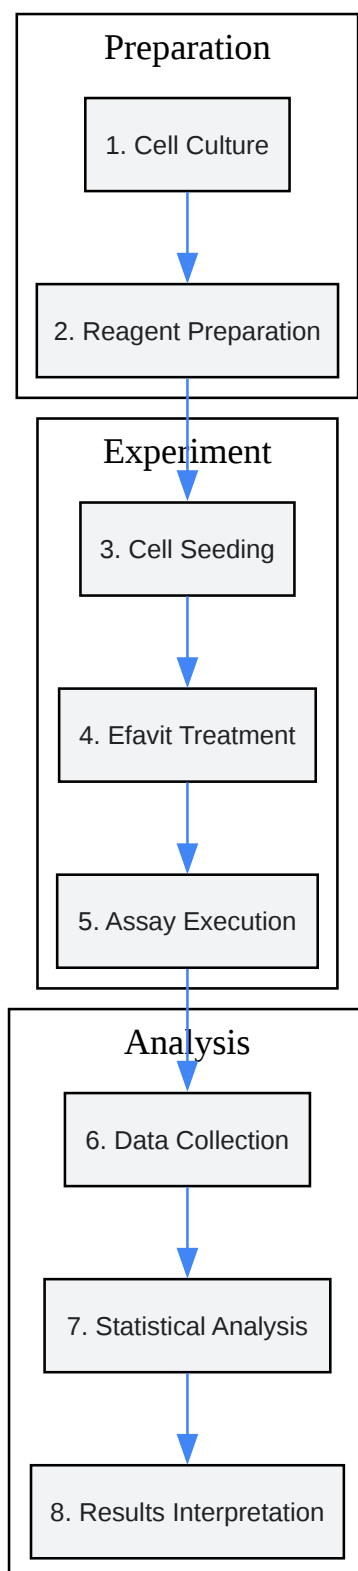 Preparation
1. Cell Culture
2. Reagent Preparation
Experiment
3. Cell Seeding
4. Efavit Treatment
5. Assay Execution
Analysis
6. Data Collection
7. Statistical Analysis
8. Results Interpretation